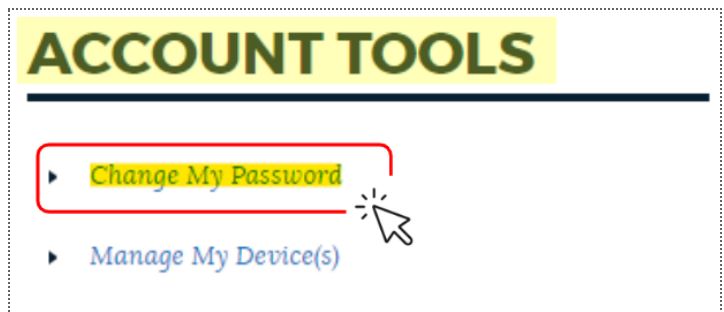 ACCOUNT TOOLS
Change My Password
Manage My Device(s)